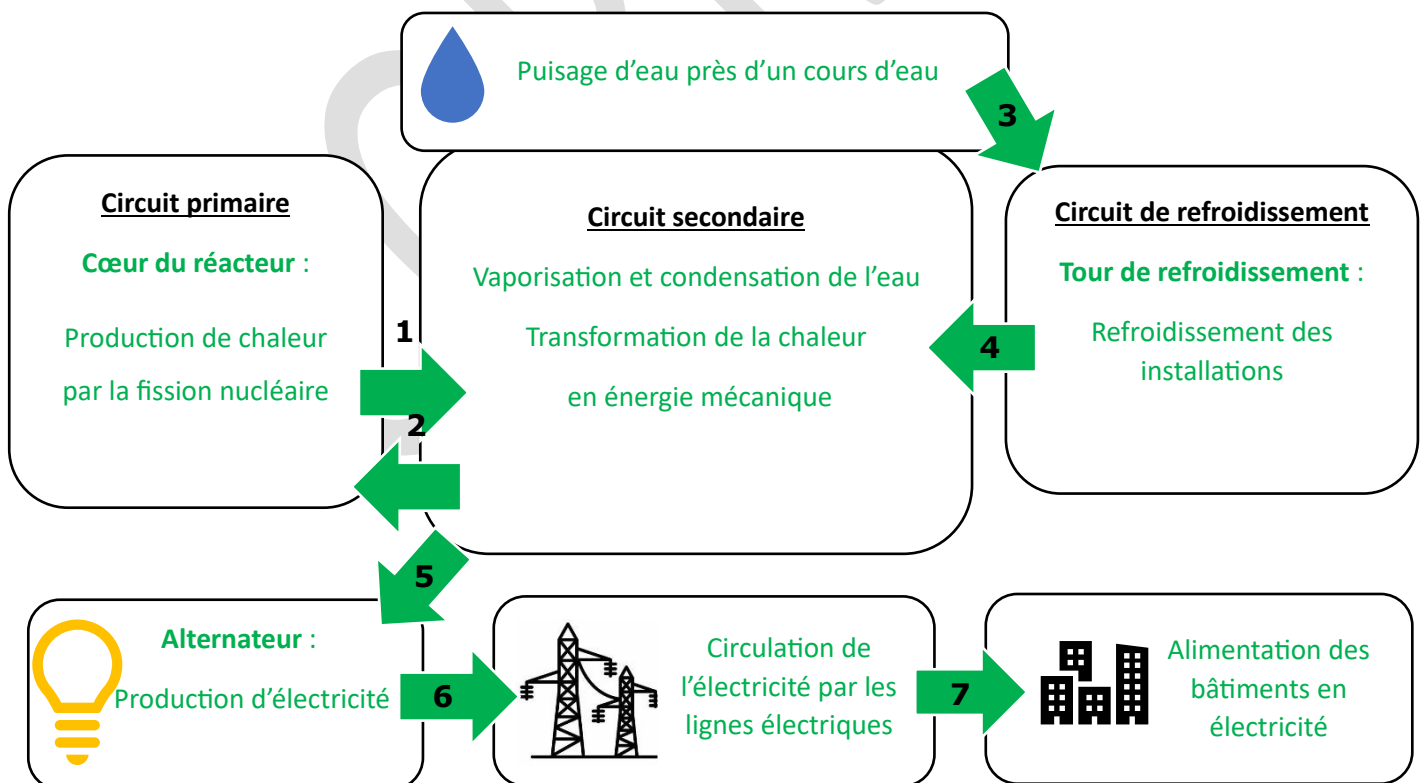 Puisage d’eau près d’un cours d’eau
3
Circuit primaire
Cœur du réacteur :
Production de chaleur
par la fission nucléaire
1
2
Circuit secondaire
Vaporisation et condensation de l’eau
Transformation de la chaleur
en énergie mécanique
Circuit de refroidissement
Tour de refroidissement :
Refroidissement des
installations
4
5
Alternateur :
Production d’électricité
6
Circulation de
l’électricité par les
lignes électriques
7
Alimentation des
bâtiments en
électricité